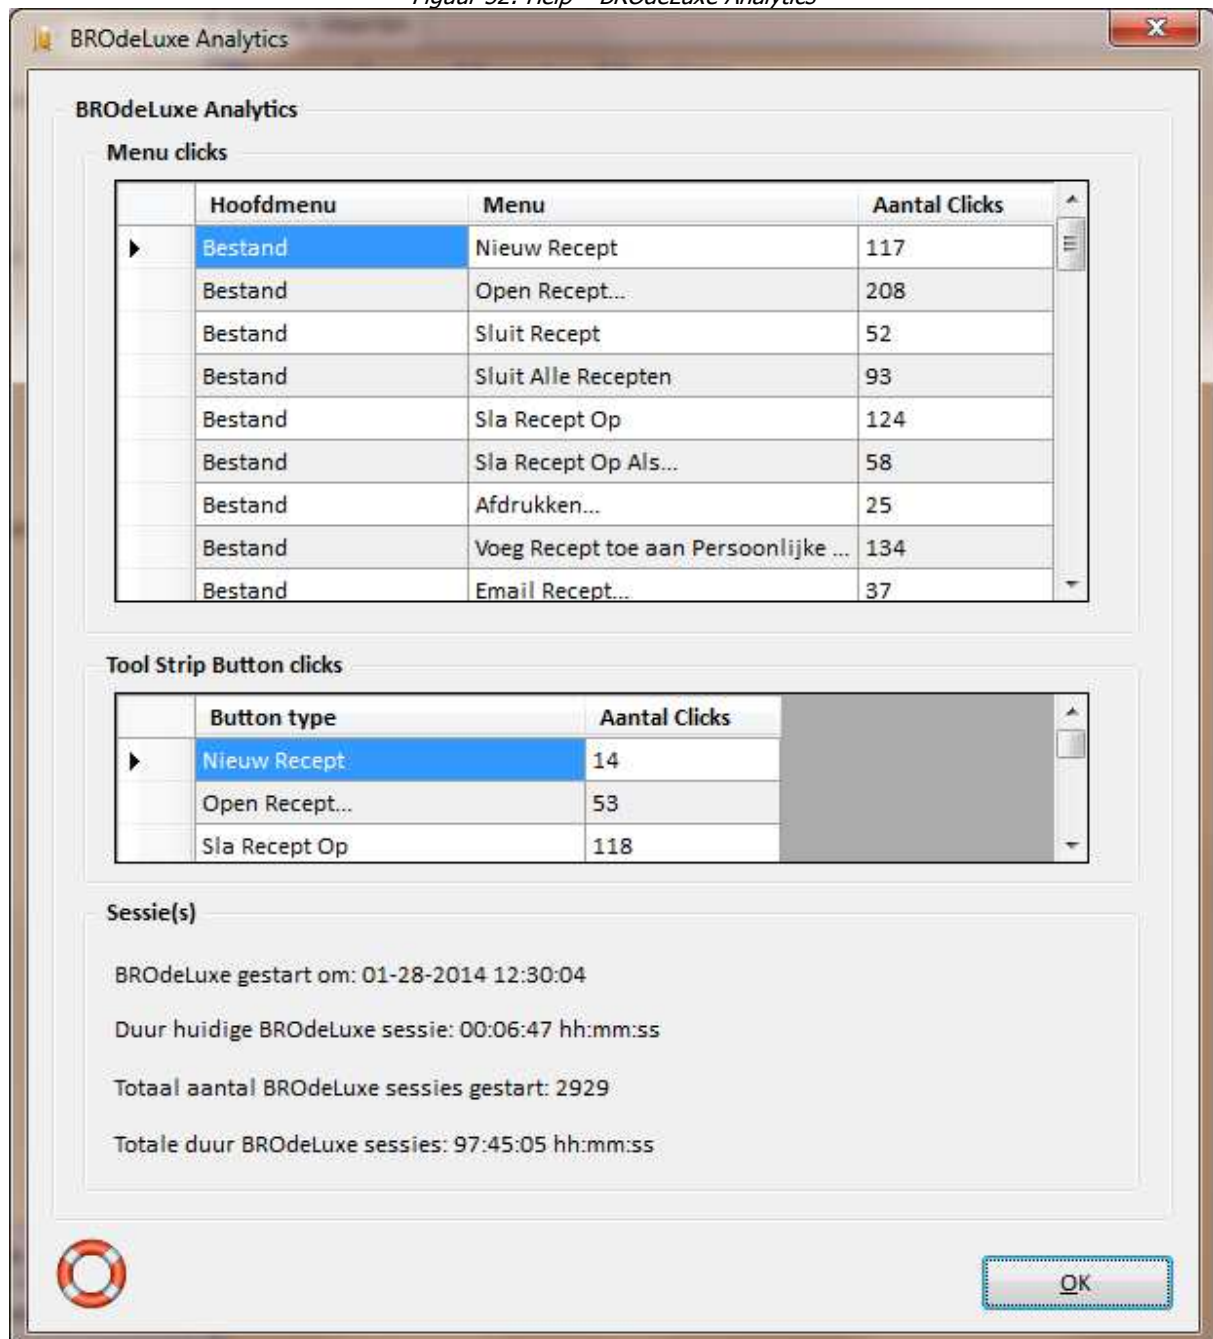 Figuur 32: Help - BROdeLuxe Analytics
BROdeLuxe Analytics
BROdeLuxe Analytics
Menu clicks
Hoofdmenu Menu Aantal Clicks
Bestand Nieuw Recept 117
Bestand Open Recept... 208
Bestand Sluit Recept 52
Bestand Sluit Alle Recepten 93
Bestand Sla Recept Op 124
Bestand Sla Recept Op Als... 58
Bestand Afdrukken... 25
Bestand Voeg Recept toe aan Persoonlijke ... 134
Bestand Email Recept... 37
Tool Strip Button clicks
Button type Aantal Clicks
Nieuw Recept 14
Open Recept... 53
Sla Recept Op 118
Sessie(s)
BROdeLuxe gestart om: 01-28-2014 12:30:04
Duur huidige BROdeLuxe sessie: 00:06:47 hh:mm:ss
Totaal aantal BROdeLuxe sessies gestart: 2929
Totale duur BROdeLuxe sessies: 97:45:05 hh:mm:ss
OK